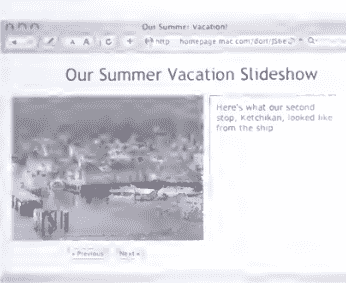 Our Summer Vacation!
A A
Our Summer Vacation Slideshow
Here's what our second
stop, Ketchikan, looked like
from the ship
« Previous
Next »